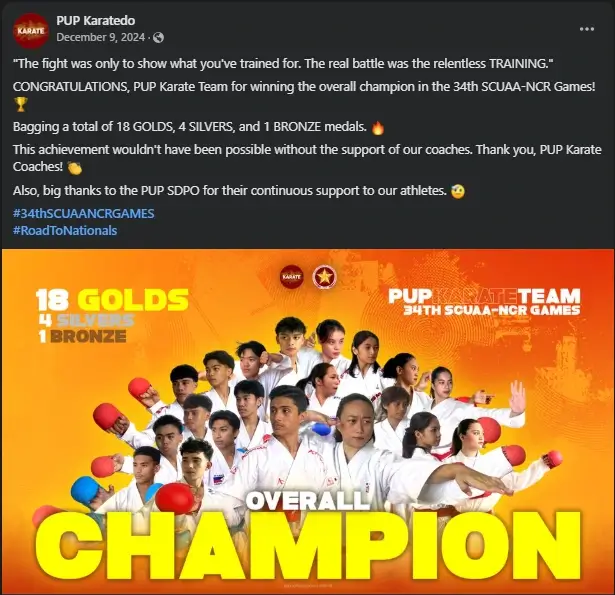 PUP Karatedo
December 9, 2024 ·
"The fight was only to show what you've trained for. The real battle was the relentless TRAINING."
CONGRATULATIONS, PUP Karate Team for winning the overall champion in the 34th SCUAA-NCR Games!
🏆
Bagging a total of 18 GOLDS, 4 SILVERS, and 1 BRONZE medals. 🔥
This achievement wouldn't have been possible without the support of our coaches. Thank you, PUP Karate
Coaches! 👏
Also, big thanks to the PUP SDPO for their continuous support to our athletes. 🫡
#34thSCUAANCRGAMES
#RoadToNationals
KARATE
18 GOLDS
4 SILVERS
1 BRONZE
PUPKARATETEAM
34TH SCUAA-NCR GAMES
OVERALL
CHAMPION